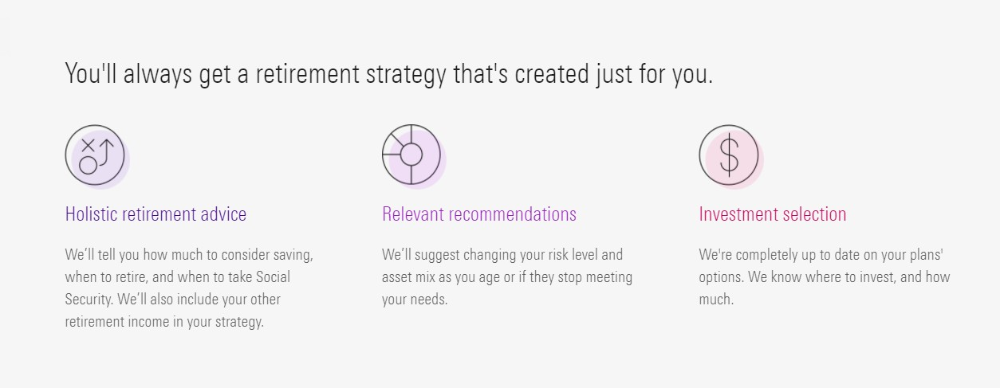 You'll always get a retirement strategy that's created just for you.
Holistic retirement advice
We’ll tell you how much to consider saving,
when to retire, and when to take Social
Security. We’ll also include your other
retirement income in your strategy.
Relevant recommendations
We’ll suggest changing your risk level and
asset mix as you age or if they stop meeting
your needs.
Investment selection
We're completely up to date on your plans'
options. We know where to invest, and how
much.